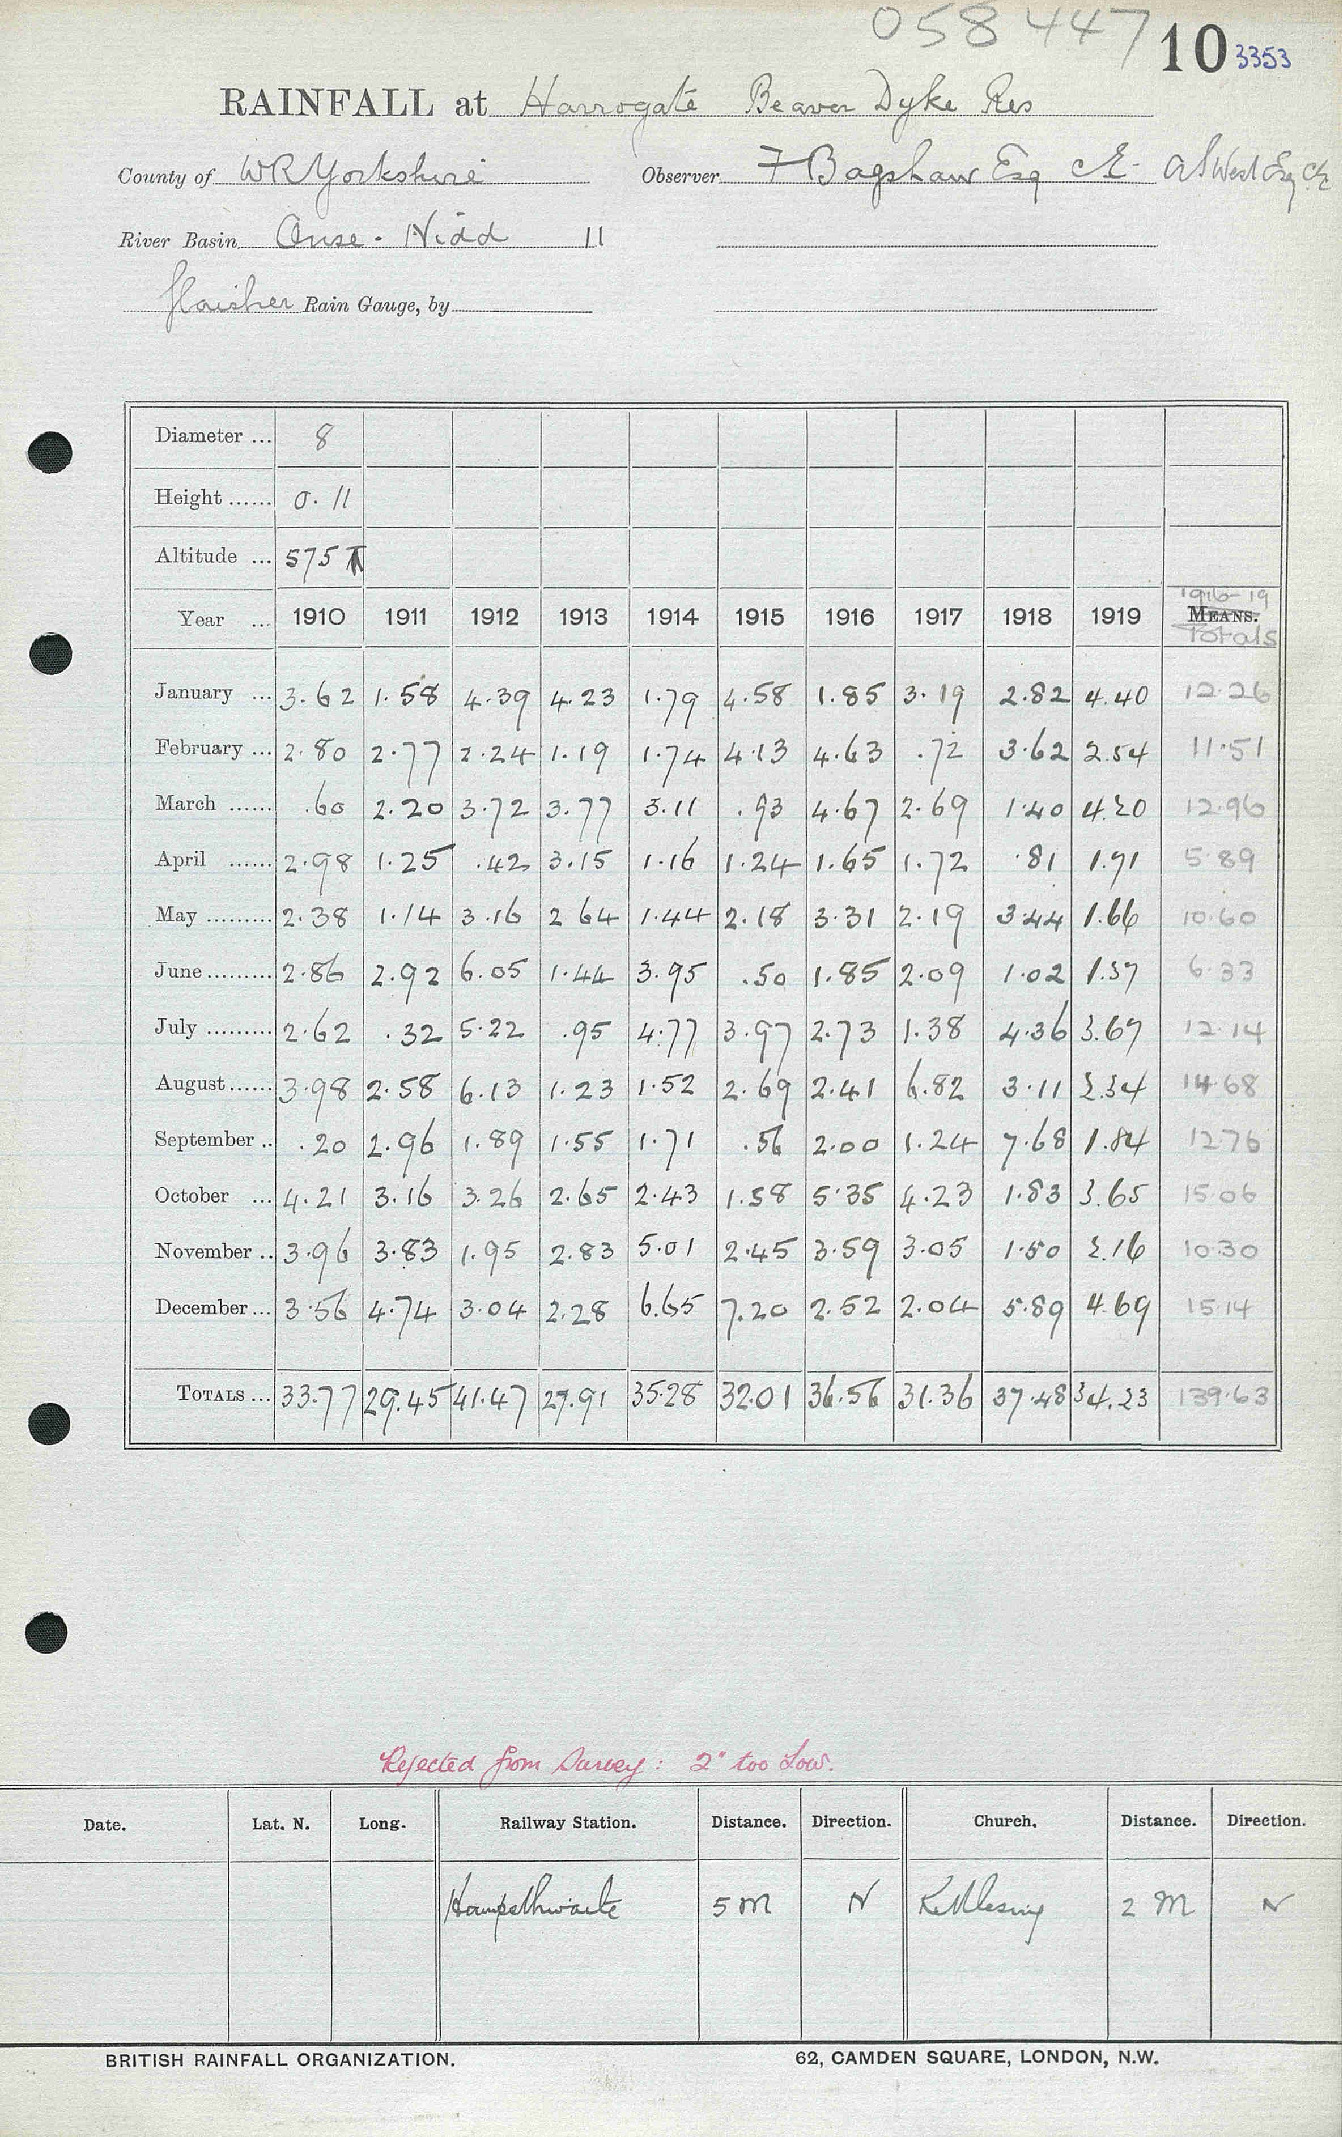 058447 10 3353
RAINFALL at Harrogate Beaver Dyke Res
County of WR Yorkshire Observer F Bagshaw Esq CE A S West Esq CE
River Basin Ouse - Nidd 11
Glaisher Rain Gauge, by
Diameter ... 8
Height ...... 0.11
Altitude ... 575 T
1916-19
Year ... 1910 1911 1912 1913 1914 1915 1916 1917 1918 1919 MEANS.
Totals
January ... 3.62 1.58 4.39 4.23 1.79 4.58 1.85 3.19 2.82 4.40 12.26
February ... 2.80 2.77 2.24 1.19 1.74 4.13 4.63 .72 3.62 2.54 11.51
March ...... .60 2.20 3.72 3.77 3.11 .93 4.67 2.69 1.40 4.20 12.96
April ...... 2.98 1.25 .42 3.15 1.16 1.24 1.65 1.72 .81 1.71 5.89
May ......... 2.38 1.14 3.16 2 64 1.44 2.18 3.31 2.19 3.44 1.66 10.60
June ......... 2.86 2.92 6.05 1.44 3.95 .50 1.85 2.09 1.02 1.37 6.33
July ......... 2.62 .32 5.22 .95 4.77 3.97 2.73 1.38 4.36 3.67 12.14
August ...... 3.98 2.58 6.13 1.23 1.52 2.69 2.41 6.82 3.11 2.34 14.68
September .. .20 2.96 1.89 1.55 1.71 .56 2.00 1.24 7.68 1.84 12.76
October ... 4.21 3.16 3.26 2.65 2.43 1.58 5.35 4.23 1.83 3.65 15.06
November .. 3.96 3.83 1.95 2.83 5.01 2.45 3.59 3.05 1.50 2.16 10.30
December ... 3.56 4.74 3.04 2.28 6.65 7.20 2.52 2.04 5.89 4.69 15.14
TOTALS ... 33.77 29.45 41.47 27.91 35.28 32.01 36.56 31.36 37.48 34.23 139.63
Rejected from Survey: 2" too Low.
Date. Lat. N. Long. Railway Station. Distance. Direction. Church. Distance. Direction.
Hampsthwaite 5 M N Kettlesing 2 M N
BRITISH RAINFALL ORGANIZATION. 62, CAMDEN SQUARE, LONDON, N.W.